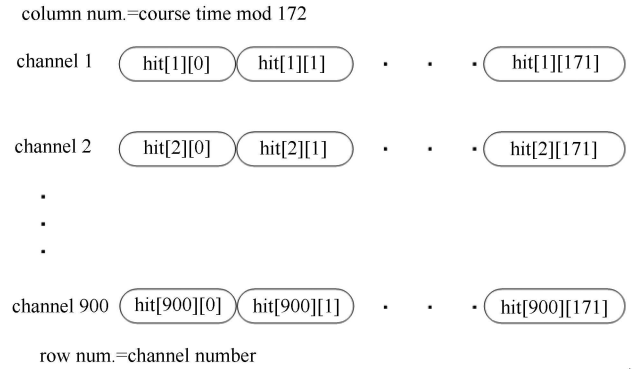 column num.=course time mod 172
channel 1 hit[1][0] hit[1][1] . . . hit[1][171]
channel 2 hit[2][0] hit[2][1] . . . hit[2][171]
.
.
.
channel 900 hit[900][0] hit[900][1] . . . hit[900][171]
row num.=channel number